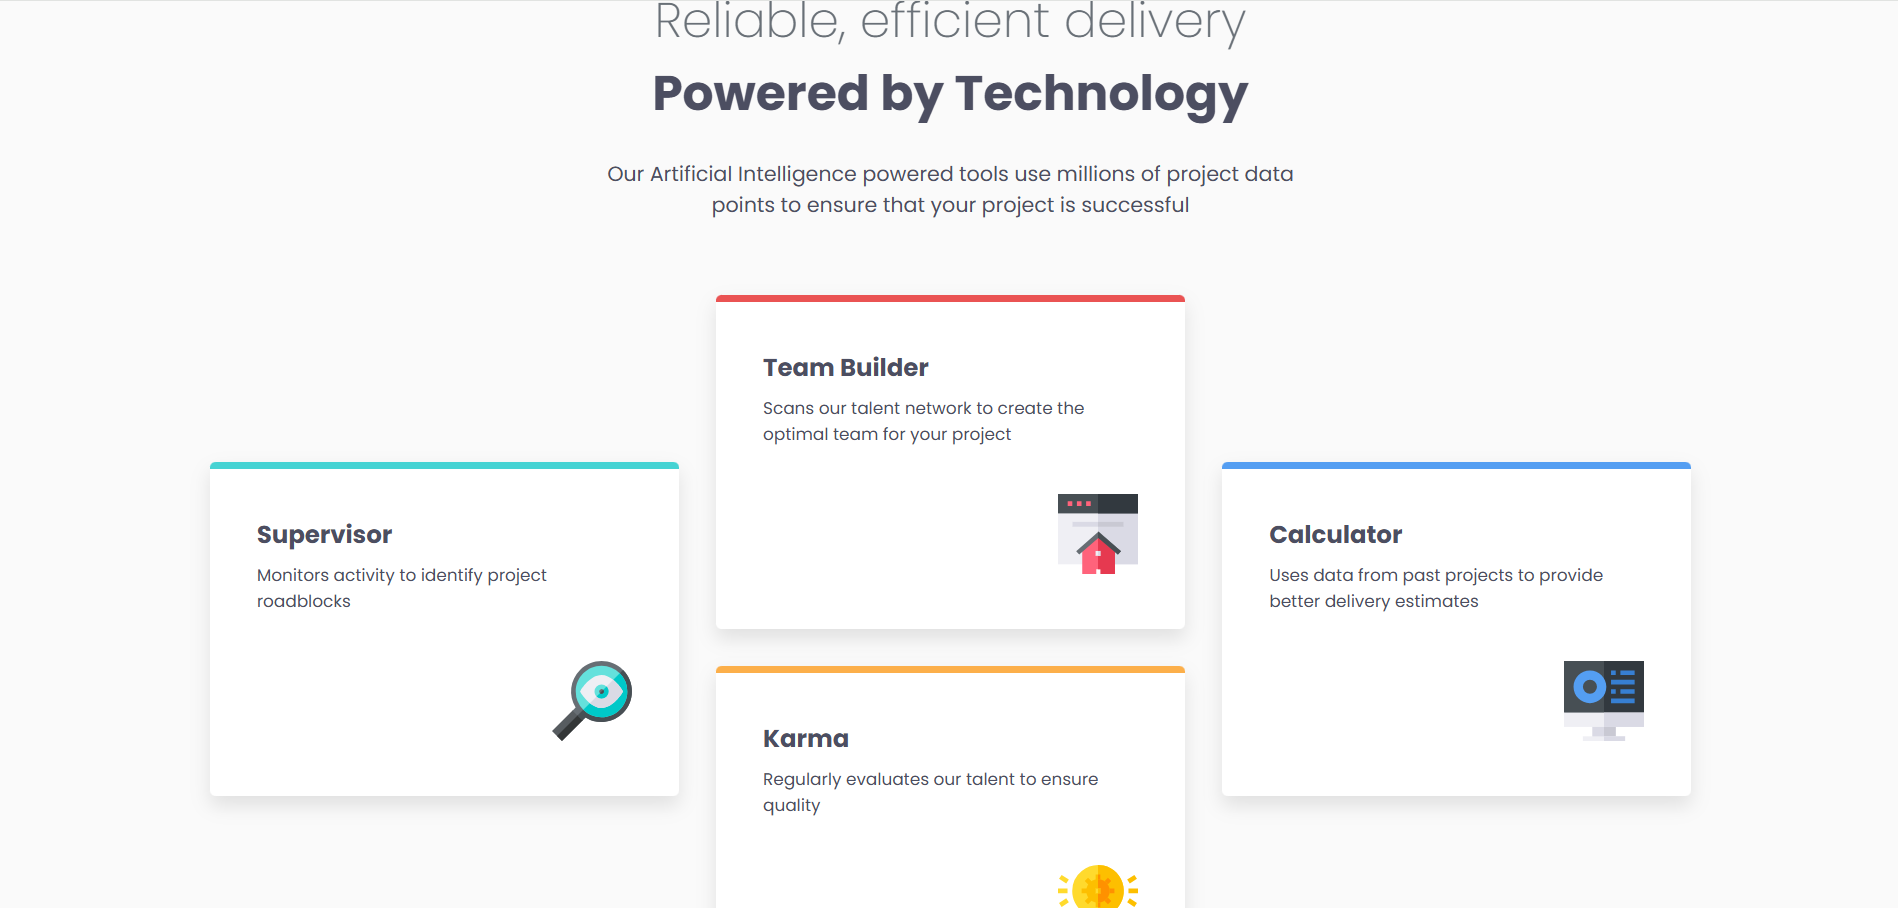 Reliable, efficient delivery
Powered by Technology
Our Artificial Intelligence powered tools use millions of project data
points to ensure that your project is successful
Team Builder
Scans our talent network to create the
optimal team for your project
Supervisor
Monitors activity to identify project
roadblocks
Calculator
Uses data from past projects to provide
better delivery estimates
Karma
Regularly evaluates our talent to ensure
quality